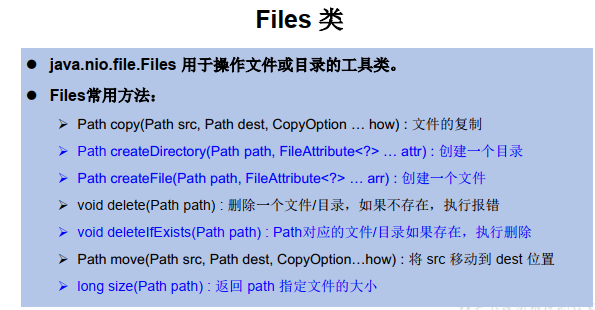 Files 类
● java.nio.file.Files 用于操作文件或目录的工具类。
● Files常用方法：
➢ Path copy(Path src, Path dest, CopyOption … how) : 文件的复制
➢ Path createDirectory(Path path, FileAttribute<?> … attr) : 创建一个目录
➢ Path createFile(Path path, FileAttribute<?> … arr) : 创建一个文件
➢ void delete(Path path) : 删除一个文件/目录，如果不存在，执行报错
➢ void deleteIfExists(Path path) : Path对应的文件/目录如果存在，执行删除
➢ Path move(Path src, Path dest, CopyOption…how) : 将 src 移动到 dest 位置
➢ long size(Path path) : 返回 path 指定文件的大小